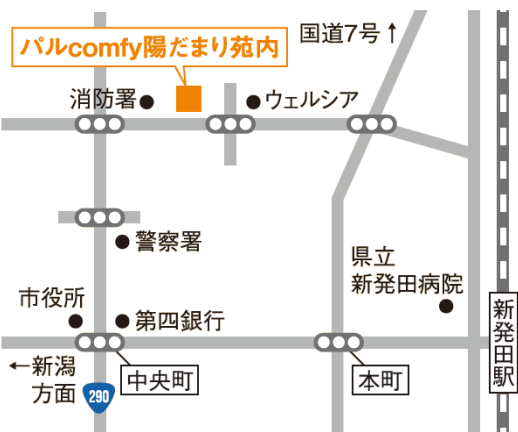 国道7号↑
パルcomfy陽だまり苑内
消防署
ウェルシア
警察署
県立
新発田病院
市役所
第四銀行
新発田駅
←新潟
方面
290
中央町
本町